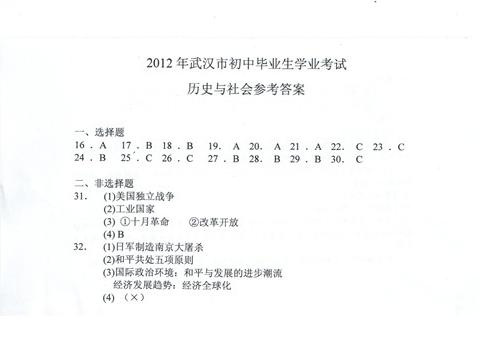 2012 年武汉市初中毕业生学业考试
历史与社会参考答案
一、选择题
16．A 17．B 18．B 19．A 20．A 21．A 22．C 23．C
24．B 25．C 26．C 27．B 28．B 29．B 30．C
二、非选择题
31． (1)美国独立战争
(2)工业国家
(3) ①十月革命 ②改革开放
(4) B
32． (1)日军制造南京大屠杀
(2)和平共处五项原则
(3)国际政治环境：和平与发展的进步潮流
经济发展趋势：经济全球化
(4) （×）